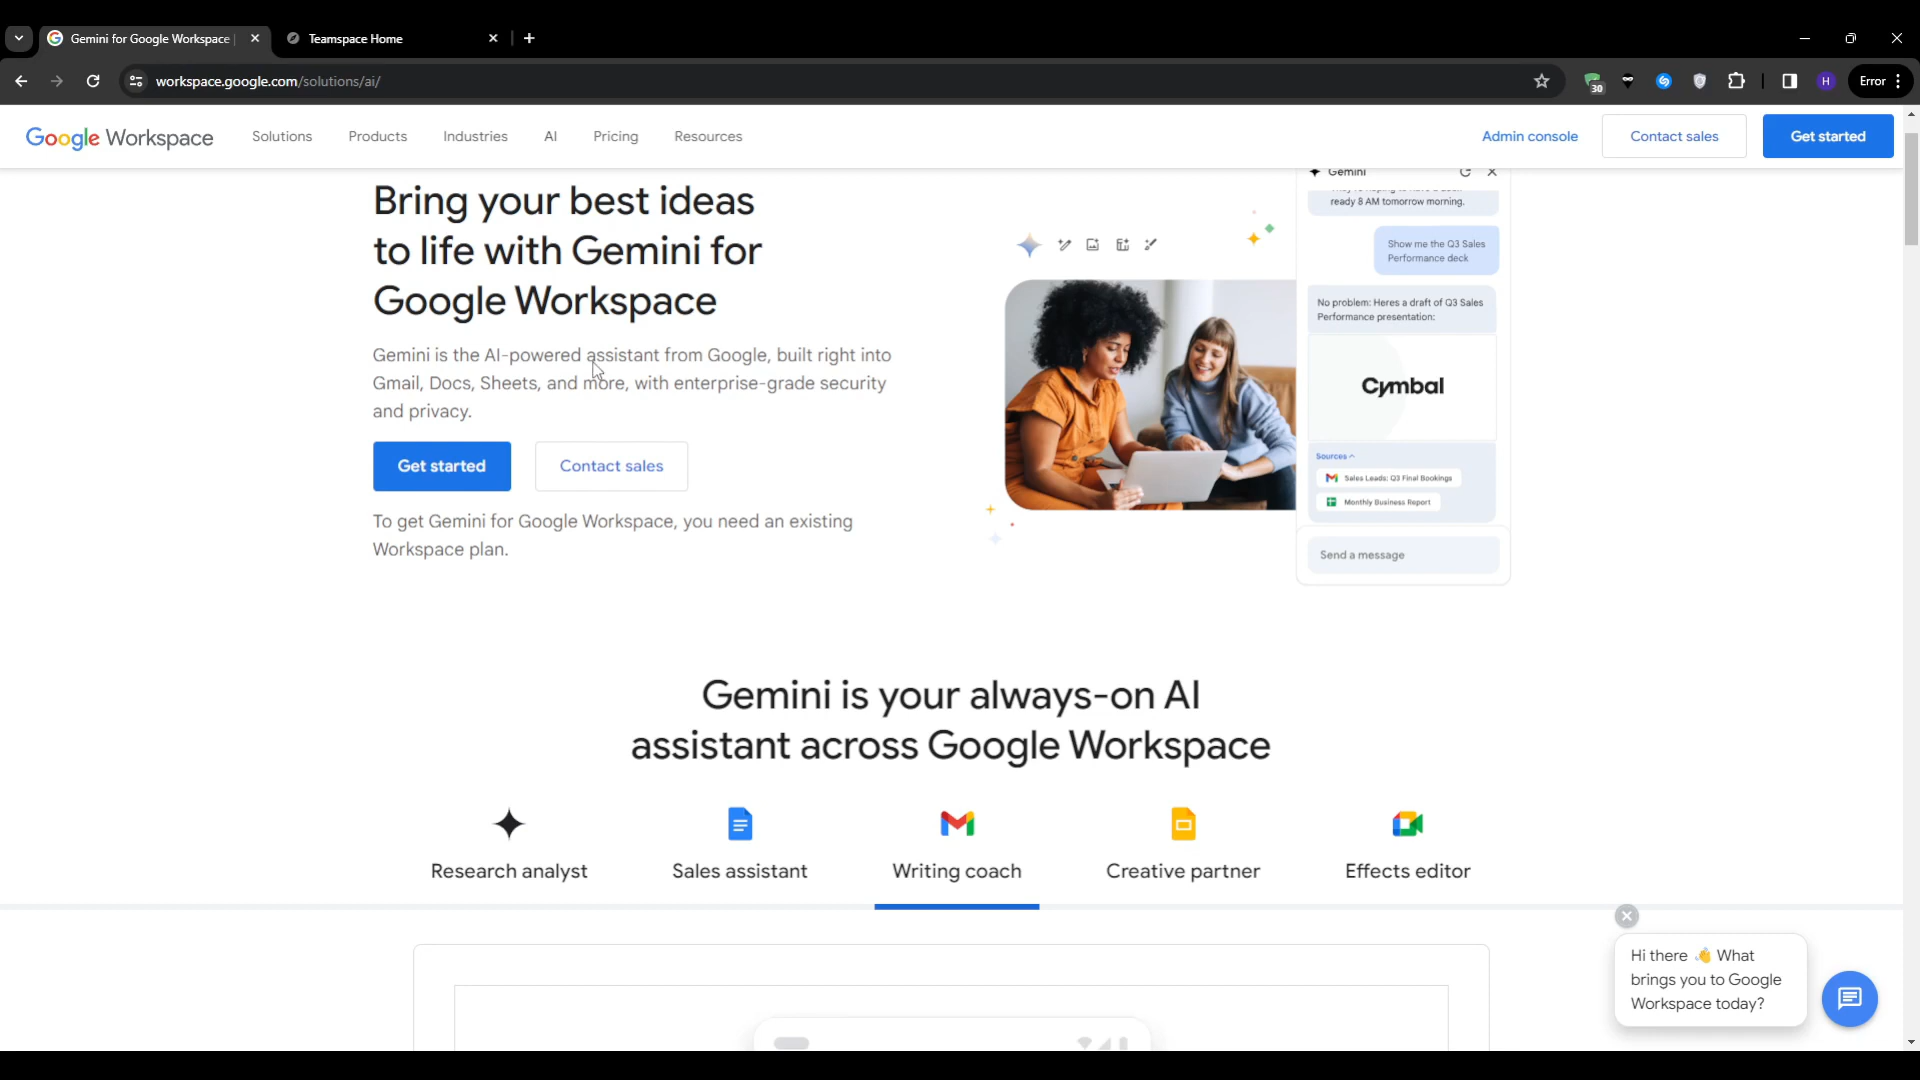 Gemini for Google Workspace
Teamspace Home
workspace.google.com/solutions/ai/
30
H
Error
Google Workspace
Solutions
Products
Industries
AI
Pricing
Resources
Admin console
Contact sales
Get started
Bring your best ideas
to life with Gemini for
Google Workspace
Gemini is the AI-powered assistant from Google, built right into
Gmail, Docs, Sheets, and more, with enterprise-grade security
and privacy.
Get started
Contact sales
To get Gemini for Google Workspace, you need an existing
Workspace plan.
Gemini
ready 8 AM tomorrow morning.
Show me the Q3 Sales
Performance deck
No problem: Heres a draft of Q3 Sales
Performance presentation:
Cymbal
Sources
Sales Leads: Q3 Final Bookings
Monthly Business Report
Send a message
Gemini is your always-on AI
assistant across Google Workspace
Research analyst
Sales assistant
Writing coach
Creative partner
Effects editor
Hi there 👋 What
brings you to Google
Workspace today?